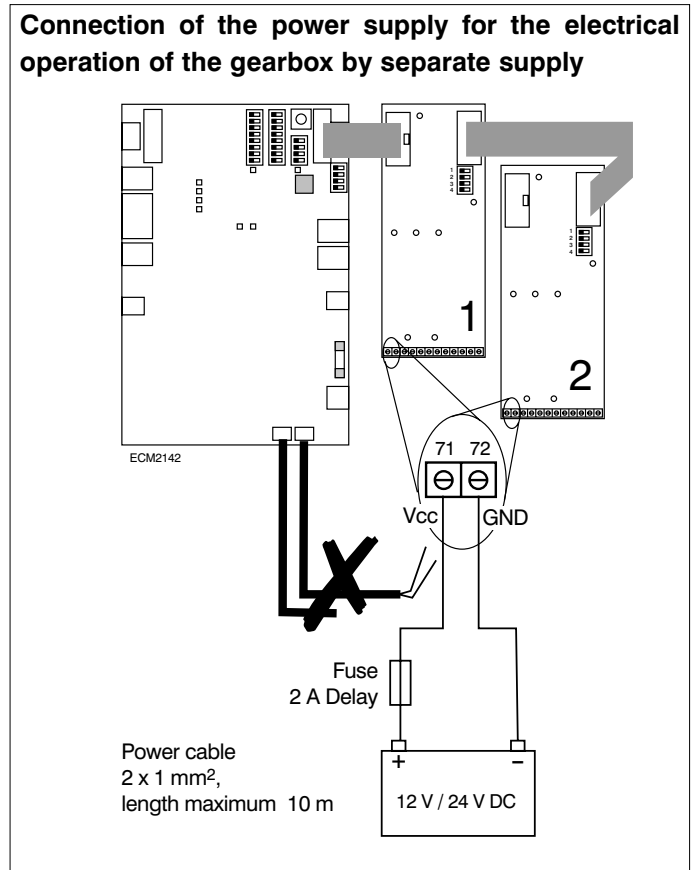 Connection of the power supply for the electrical
operation of the gearbox by separate supply
1
2
3
4
1
1
2
3
4
2
ECM2142
71 72
Vcc GND
Fuse
2 A Delay
Power cable
2 x 1 mm²,
length maximum 10 m
+ −
12 V / 24 V DC